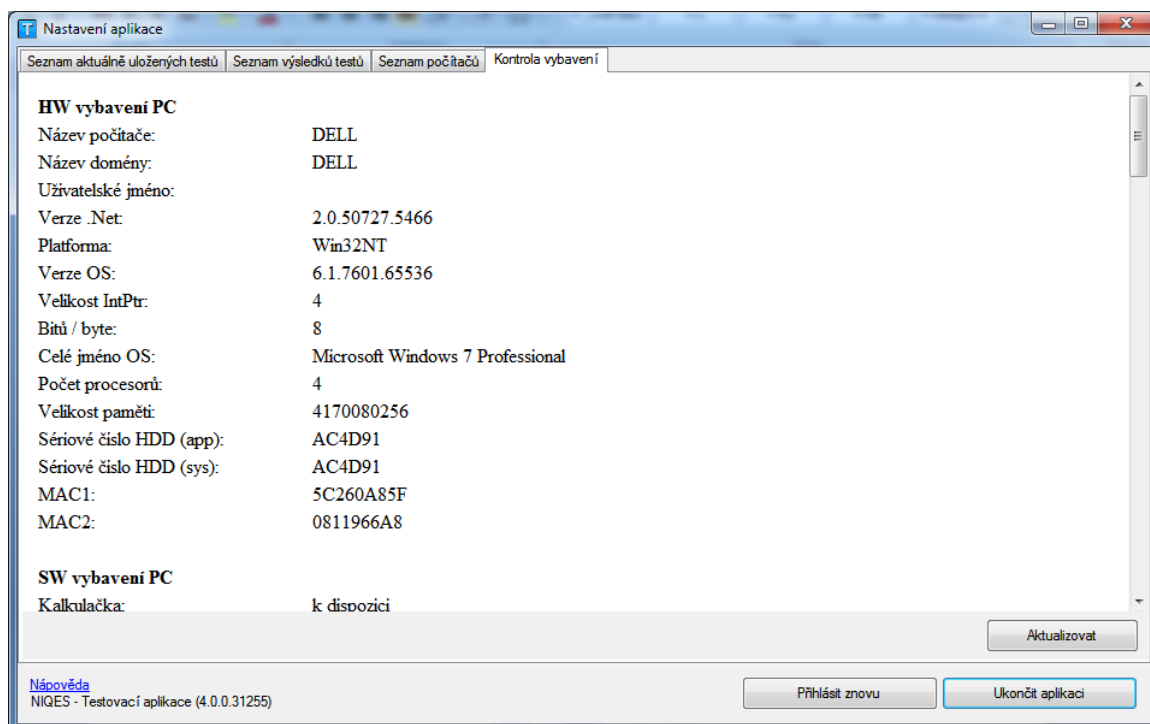 Nastavení aplikace
Seznam aktuálně uložených testů Seznam výsledků testů Seznam počítačů Kontrola vybavení
HW vybavení PC
Název počítače: DELL
Název domény: DELL
Uživatelské jméno:
Verze .Net: 2.0.50727.5466
Platforma: Win32NT
Verze OS: 6.1.7601.65536
Velikost IntPtr: 4
Bitů / byte: 8
Celé jméno OS: Microsoft Windows 7 Professional
Počet procesorů: 4
Velikost paměti: 4170080256
Sériové číslo HDD (app): AC4D91
Sériové číslo HDD (sys): AC4D91
MAC1: 5C260A85F
MAC2: 0811966A8
SW vybavení PC
Kalkulačka: k dispozici
Aktualizovat
Nápověda
NIQES - Testovací aplikace (4.0.0.31255)
Přihlásit znovu Ukončit aplikaci